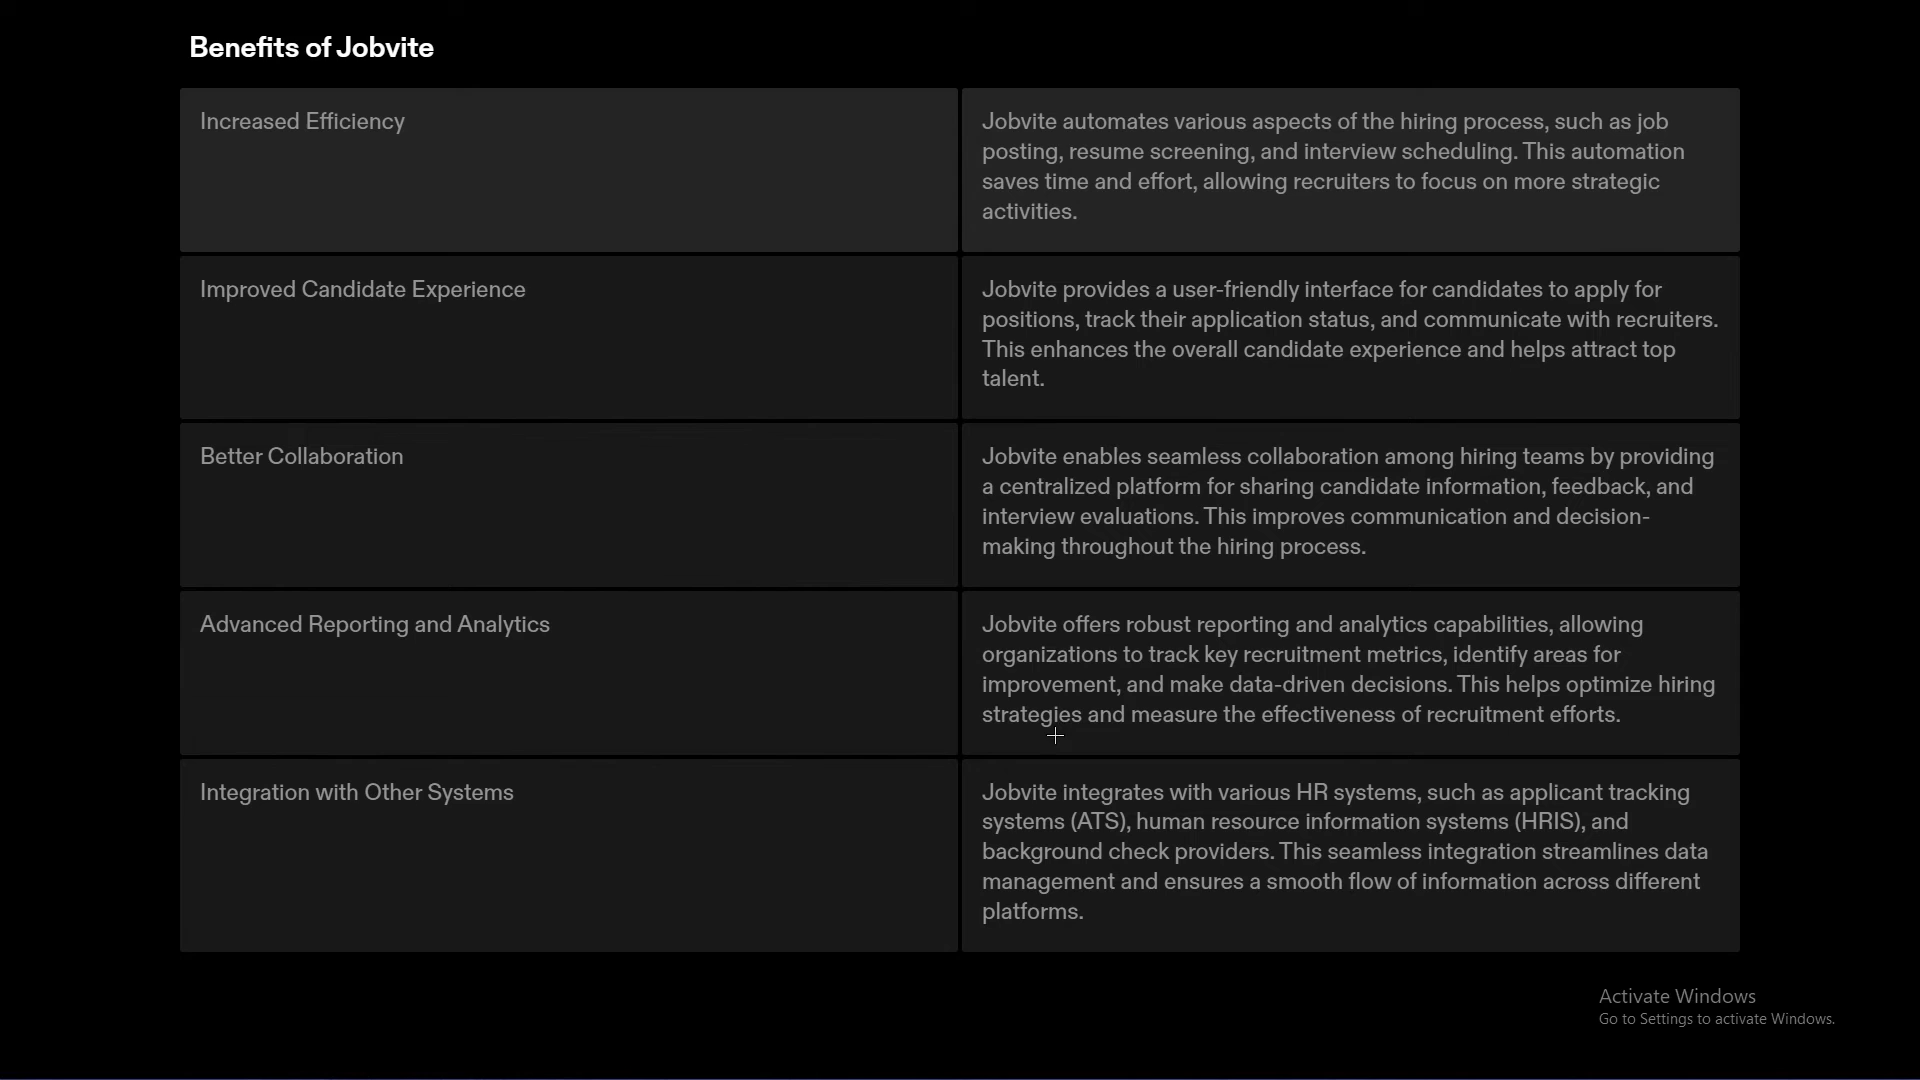 Benefits of Jobvite
Increased Efficiency
Jobvite automates various aspects of the hiring process, such as job
posting, resume screening, and interview scheduling. This automation
saves time and effort, allowing recruiters to focus on more strategic
activities.
Improved Candidate Experience
Jobvite provides a user-friendly interface for candidates to apply for
positions, track their application status, and communicate with recruiters.
This enhances the overall candidate experience and helps attract top
talent.
Better Collaboration
Jobvite enables seamless collaboration among hiring teams by providing
a centralized platform for sharing candidate information, feedback, and
interview evaluations. This improves communication and decision-
making throughout the hiring process.
Advanced Reporting and Analytics
Jobvite offers robust reporting and analytics capabilities, allowing
organizations to track key recruitment metrics, identify areas for
improvement, and make data-driven decisions. This helps optimize hiring
strategies and measure the effectiveness of recruitment efforts.
Integration with Other Systems
Jobvite integrates with various HR systems, such as applicant tracking
systems (ATS), human resource information systems (HRIS), and
background check providers. This seamless integration streamlines data
management and ensures a smooth flow of information across different
platforms.
Activate Windows
Go to Settings to activate Windows.